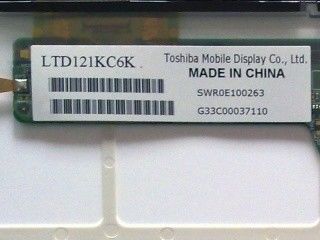 LTD121KC6K.
Toshiba Mobile Display Co., Ltd.
MADE IN CHINA
SWR0E100263
G33C00037110